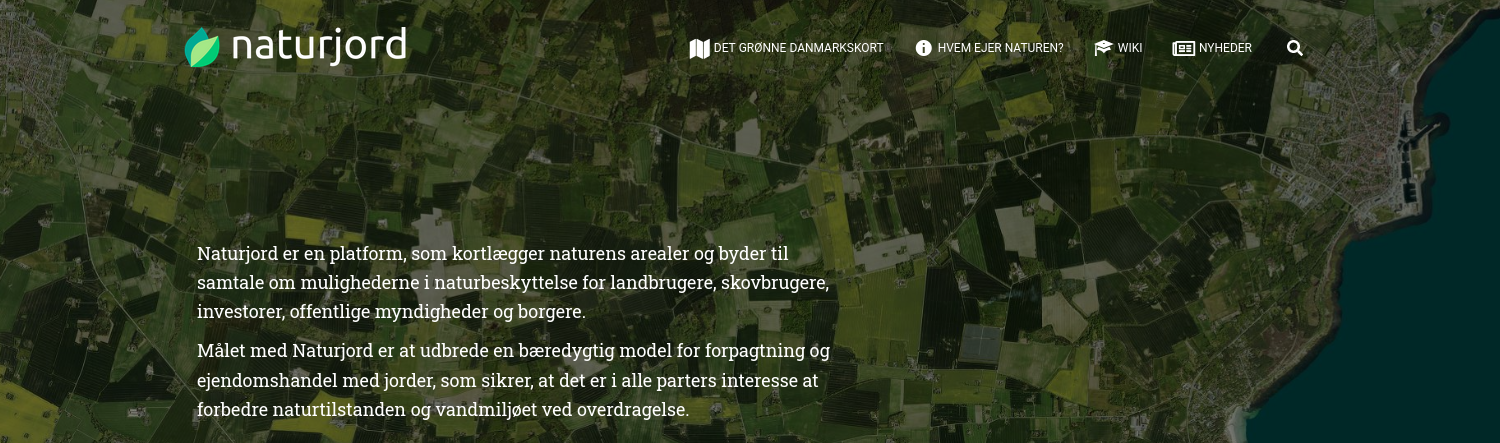 naturjord
DET GRØNNE DANMARKSKORT
HVEM EJER NATUREN?
WIKI
NYHEDER
Naturjord er en platform, som kortlægger naturens arealer og byder til
samtale om mulighederne i naturbeskyttelse for landbrugere, skovbrugere,
investorer, offentlige myndigheder og borgere.
Målet med Naturjord er at udbrede en bæredygtig model for forpagtning og
ejendomshandel med jorder, som sikrer, at det er i alle parters interesse at
forbedre naturtilstanden og vandmiljøet ved overdragelse.